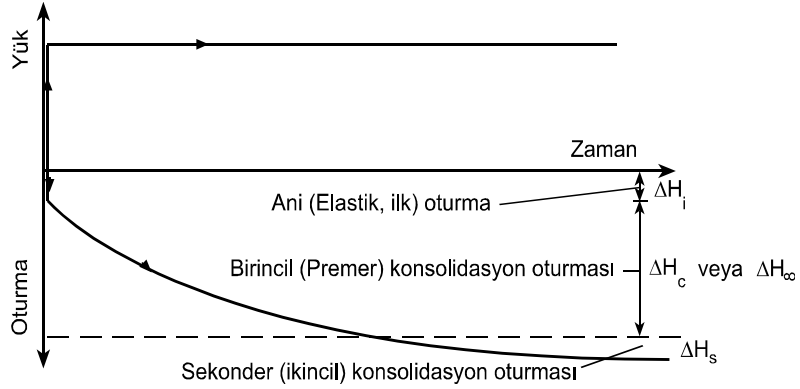 Yük
Zaman
Ani (Elastik, ilk) oturma
ΔHi
Birincil (Premer) konsolidasyon oturması
ΔHc veya ΔH∞
Oturma
Sekonder (ikincil) konsolidasyon oturması
ΔHs